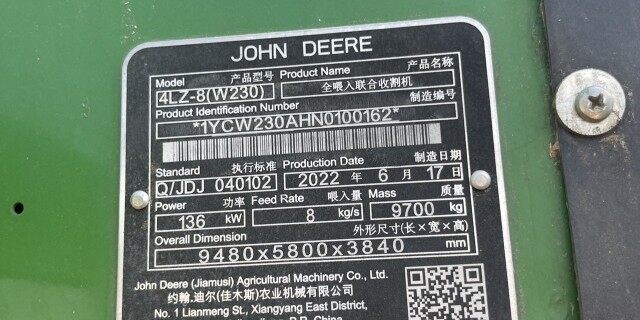 JOHN DEERE
Model 产品型号 Product Name 产品名称
4LZ-8(W230) 全喂入联合收割机
Product Identification Number 制造编号
*1YCW230AHN0100162*
Standard 执行标准 Production Date 制造日期
Q/JDJ 040102 2022 年 6 月 17 日
Power 功率 Feed Rate 喂入量 Mass 质量
136 kW 8 kg/s 9700 kg
Overall Dimension 外形尺寸(长×宽×高)
9480x5800x3840 mm
John Deere (Jiamusi) Agricultural Machinery Co., Ltd.
约翰.迪尔(佳木斯)农业机械有限公司
No. 1 Lianmeng St., Xiangyang East District,
P.R. China